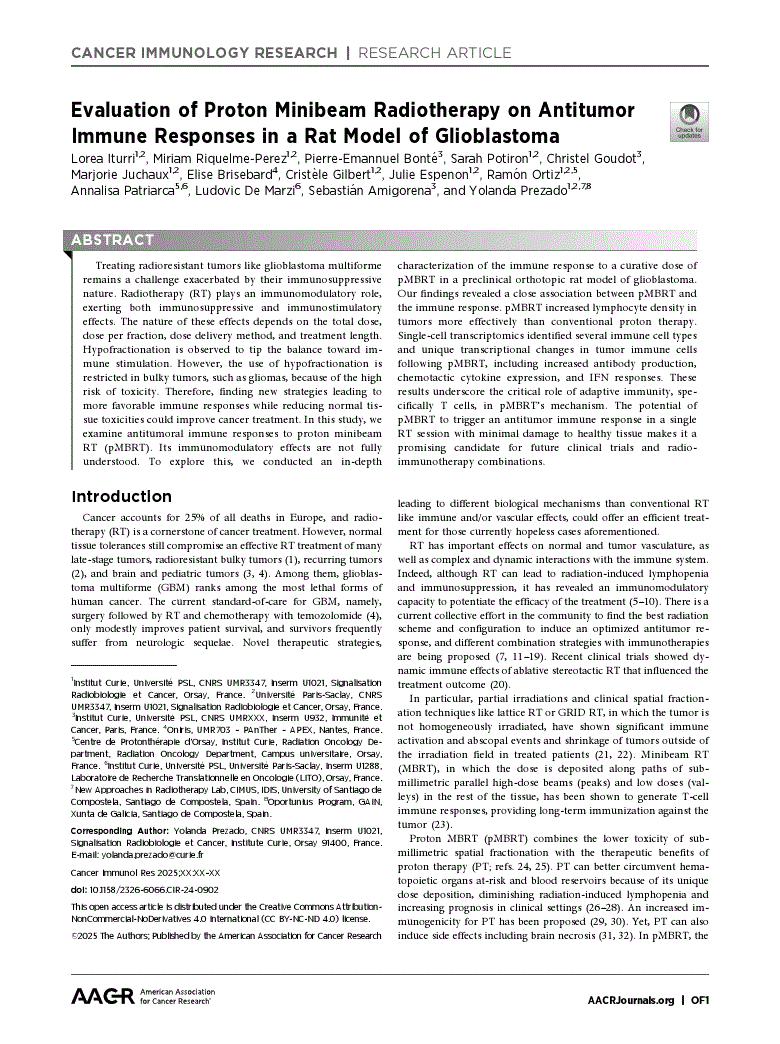 CANCER IMMUNOLOGY RESEARCH | RESEARCH ARTICLE
Evaluation of Proton Minibeam Radiotherapy on Antitumor
Immune Responses in a Rat Model of Glioblastoma
Check for
updates
Lorea Iturri1,2, Miriam Riquelme-Perez1,2, Pierre-Emannuel Bonté3, Sarah Potiron1,2, Christel Goudot3,
Marjorie Juchaux1,2, Elise Brisebard4, Cristèle Gilbert1,2, Julie Espenon1,2, Ramón Ortiz1,2,5,
Annalisa Patriarca5,6, Ludovic De Marzi6, Sebastián Amigorena3, and Yolanda Prezado1,2,7,8
ABSTRACT
Treating radioresistant tumors like glioblastoma multiforme
remains a challenge exacerbated by their immunosuppressive
nature. Radiotherapy (RT) plays an immunomodulatory role,
exerting both immunosuppressive and immunostimulatory
effects. The nature of these effects depends on the total dose,
dose per fraction, dose delivery method, and treatment length.
Hypofractionation is observed to tip the balance toward im-
mune stimulation. However, the use of hypofractionation is
restricted in bulky tumors, such as gliomas, because of the high
risk of toxicity. Therefore, finding new strategies leading to
more favorable immune responses while reducing normal tis-
sue toxicities could improve cancer treatment. In this study, we
examine antitumoral immune responses to proton minibeam
RT (pMBRT). Its immunomodulatory effects are not fully
understood. To explore this, we conducted an in-depth
characterization of the immune response to a curative dose of
pMBRT in a preclinical orthotopic rat model of glioblastoma.
Our findings revealed a close association between pMBRT and
the immune response. pMBRT increased lymphocyte density in
tumors more effectively than conventional proton therapy.
Single-cell transcriptomics identified several immune cell types
and unique transcriptional changes in tumor immune cells
following pMBRT, including increased antibody production,
chemotactic cytokine expression, and IFN responses. These
results underscore the critical role of adaptive immunity, spe-
cifically T cells, in pMBRT's mechanism. The potential of
pMBRT to trigger an antitumor immune response in a single
RT session with minimal damage to healthy tissue makes it a
promising candidate for future clinical trials and radio-
immunotherapy combinations.
Introduction
Cancer accounts for 25% of all deaths in Europe, and radio-
therapy (RT) is a cornerstone of cancer treatment. However, normal
tissue tolerances still compromise an effective RT treatment of many
late-stage tumors, radioresistant bulky tumors (1), recurring tumors
(2), and brain and pediatric tumors (3, 4). Among them, glioblas-
toma multiforme (GBM) ranks among the most lethal forms of
human cancer. The current standard-of-care for GBM, namely,
surgery followed by RT and chemotherapy with temozolomide (4),
only modestly improves patient survival, and survivors frequently
suffer from neurologic sequelae. Novel therapeutic strategies,
1Institut Curie, Université PSL, CNRS UMR3347, Inserm U1021, Signalisation
Radiobiologie et Cancer, Orsay, France. 2Université Paris-Saclay, CNRS
UMR3347, Inserm U1021, Signalisation Radiobiologie et Cancer, Orsay, France.
3Institut Curie, Université PSL, CNRS UMRXXX, Inserm U932, Immunité et
Cancer, Paris, France. 4Oniris, UMR703 - PAnTher - APEX, Nantes, France.
5Centre de Protonthérapie d'Orsay, Institut Curie, Radiation Oncology De-
partment, Radiation Oncology Department, Campus universitaire, Orsay,
France. 6Institut Curie, Université PSL, Université Paris-Saclay, Inserm U1288,
Laboratoire de Recherche Translationnelle en Oncologie (LITO), Orsay, France.
7New Approaches in Radiotherapy Lab, CIMUS, IDIS, University of Santiago de
Compostela, Santiago de Compostela, Spain. 8Oportunius Program, GAIN,
Xunta de Galicia, Santiago de Compostela, Spain.
Corresponding Author: Yolanda Prezado, CNRS UMR3347, Inserm U1021,
Signalisation Radiobiologie et Cancer, Institute Curie, Orsay 91400, France.
E-mail: yolanda.prezado@curie.fr
Cancer Immunol Res 2025;XX:XX–XX
doi: 10.1158/2326-6066.CIR-24-0902
This open access article is distributed under the Creative Commons Attribution-
NonCommercial-NoDerivatives 4.0 International (CC BY-NC-ND 4.0) license.
©2025 The Authors; Published by the American Association for Cancer Research
leading to different biological mechanisms than conventional RT
like immune and/or vascular effects, could offer an efficient treat-
ment for those currently hopeless cases aforementioned.
RT has important effects on normal and tumor vasculature, as
well as complex and dynamic interactions with the immune system.
Indeed, although RT can lead to radiation-induced lymphopenia
and immunosuppression, it has revealed an immunomodulatory
capacity to potentiate the efficacy of the treatment (5–10). There is a
current collective effort in the community to find the best radiation
scheme and configuration to induce an optimized antitumor re-
sponse, and different combination strategies with immunotherapies
are being proposed (7, 11–19). Recent clinical trials showed dy-
namic immune effects of ablative stereotactic RT that influenced the
treatment outcome (20).
In particular, partial irradiations and clinical spatial fraction-
ation techniques like lattice RT or GRID RT, in which the tumor is
not homogeneously irradiated, have shown significant immune
activation and abscopal events and shrinkage of tumors outside of
the irradiation field in treated patients (21, 22). Minibeam RT
(MBRT), in which the dose is deposited along paths of sub-
millimetric parallel high-dose beams (peaks) and low doses (val-
leys) in the rest of the tissue, has been shown to generate T-cell
immune responses, providing long-term immunization against the
tumor (23).
Proton MBRT (pMBRT) combines the lower toxicity of sub-
millimetric spatial fractionation with the therapeutic benefits of
proton therapy (PT; refs. 24, 25). PT can better circumvent hema-
topoietic organs at-risk and blood reservoirs because of its unique
dose deposition, diminishing radiation-induced lymphopenia and
increasing prognosis in clinical settings (26–28). An increased im-
munogenicity for PT has been proposed (29, 30). Yet, PT can also
induce side effects including brain necrosis (31, 32). In pMBRT, the
AACR American Association
for Cancer Research®
AACRJournals.org | OF1